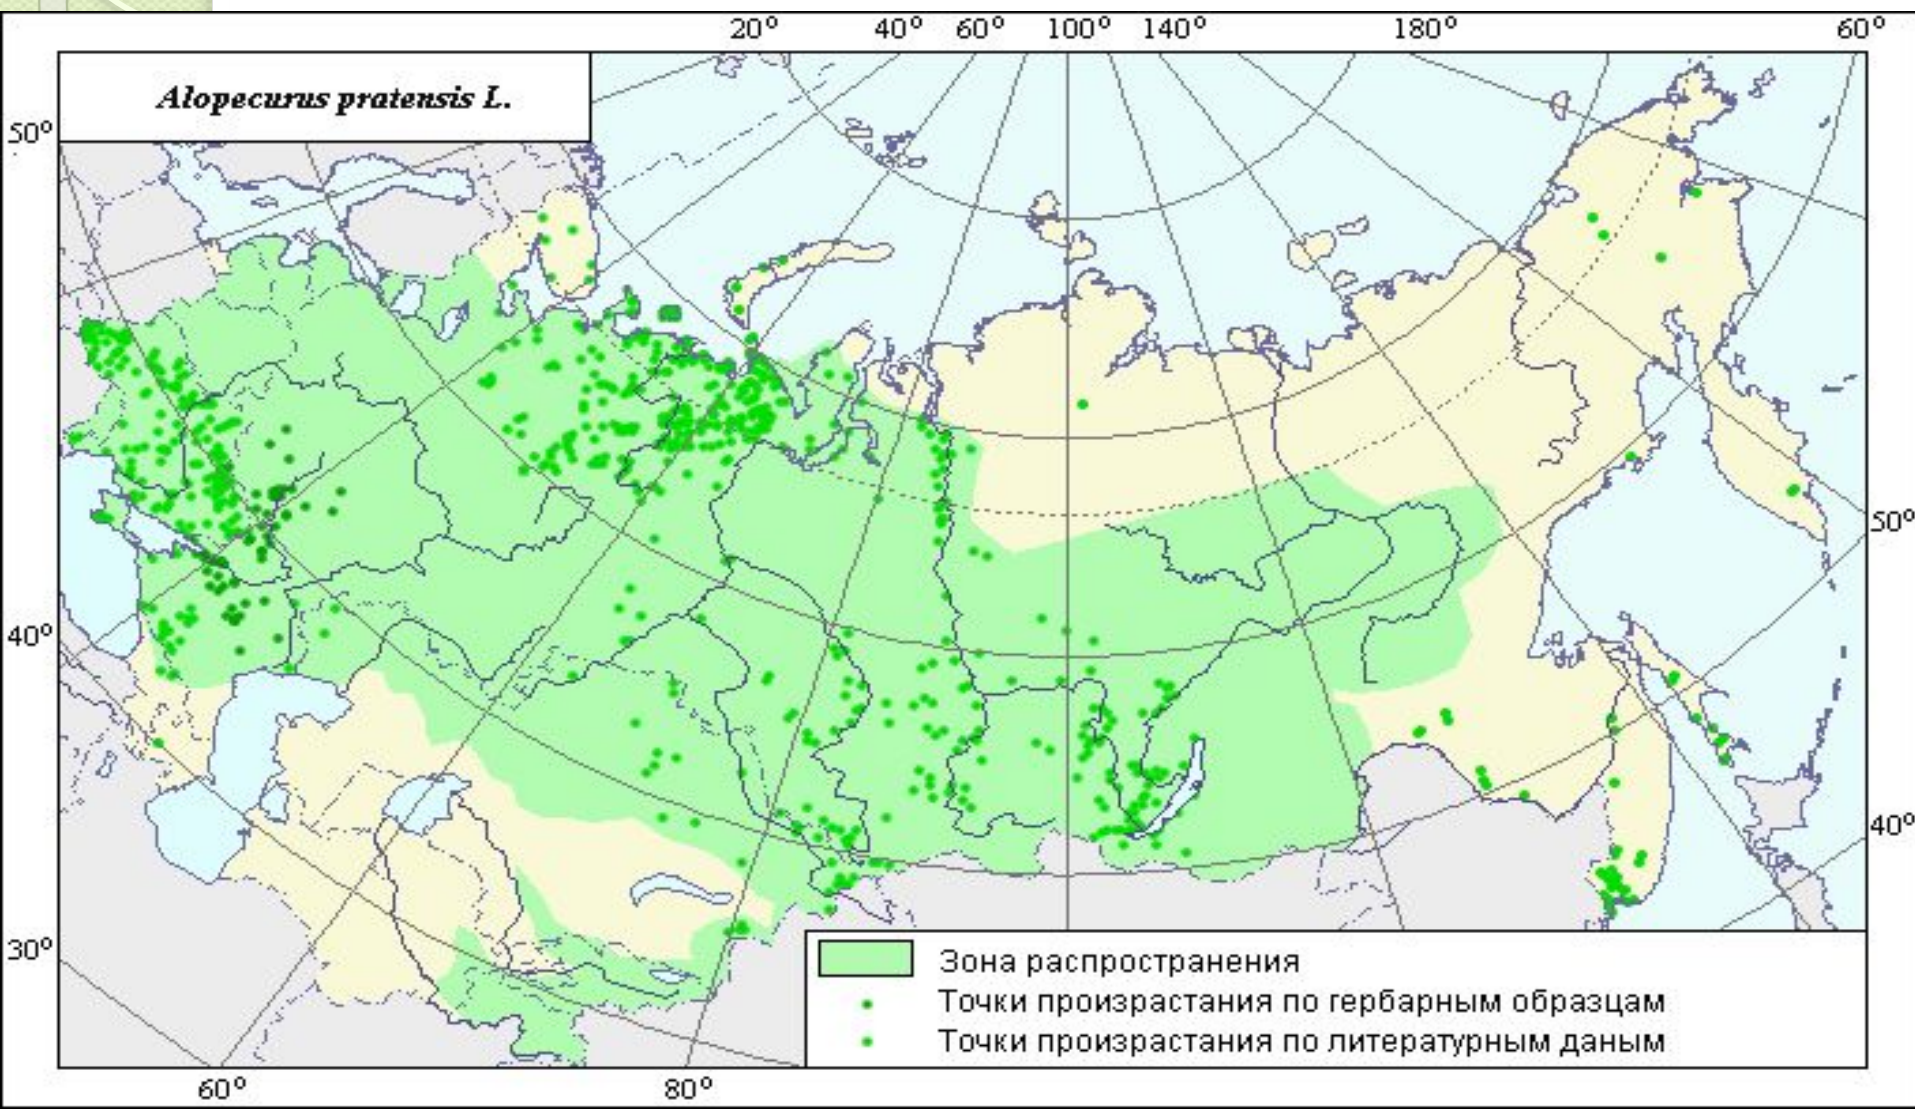 20° 40° 60° 100° 140° 180° 60°
Alopecurus pratensis L.
50°
50°
40°
40°
30°
Зона распространения
Точки произрастания по гербарным образцам
Точки произрастания по литературным даным
60° 80°